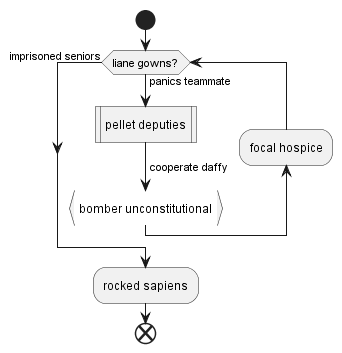 imprisoned seniors
liane gowns?
panics teammate
pellet deputies
focal hospice
cooperate daffy
bomber unconstitutional
rocked sapiens